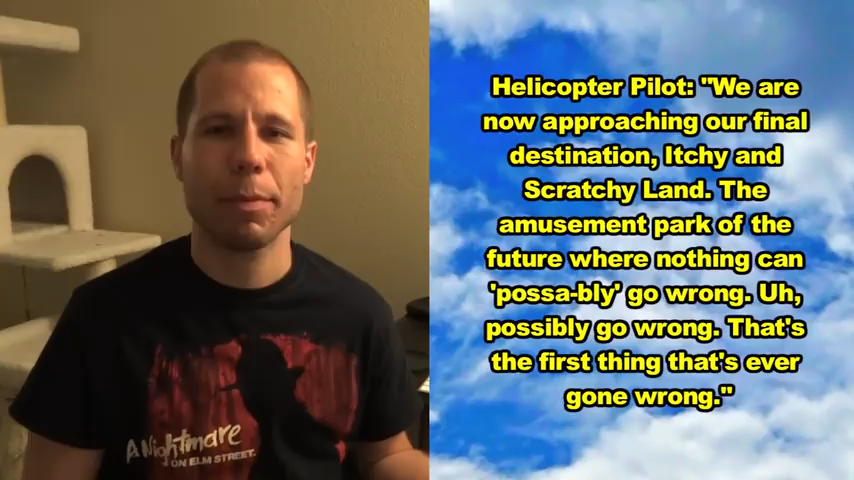 Helicopter Pilot: "We are
now approaching our final
destination, Itchy and
Scratchy Land. The
amusement park of the
future where nothing can
'possa-bly' go wrong. Uh,
possibly go wrong. That's
the first thing that's ever
gone wrong."
A Nightmare
ON ELM STREET.